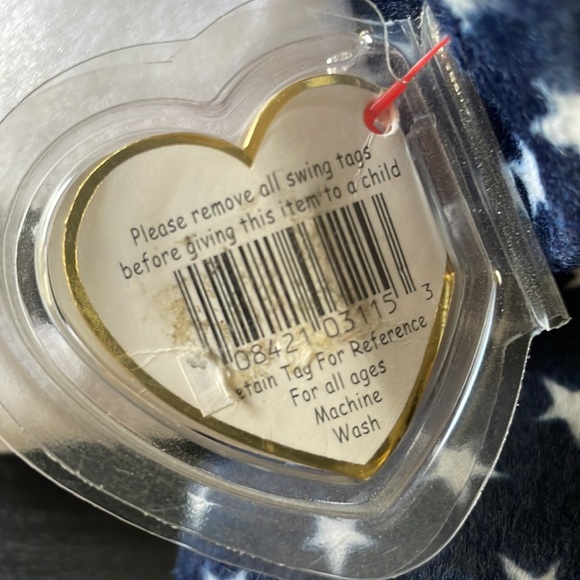 Please remove all swing tags
before giving this item to a child
08421 03115 3
etain Tag For Reference
For all ages
Machine
Wash